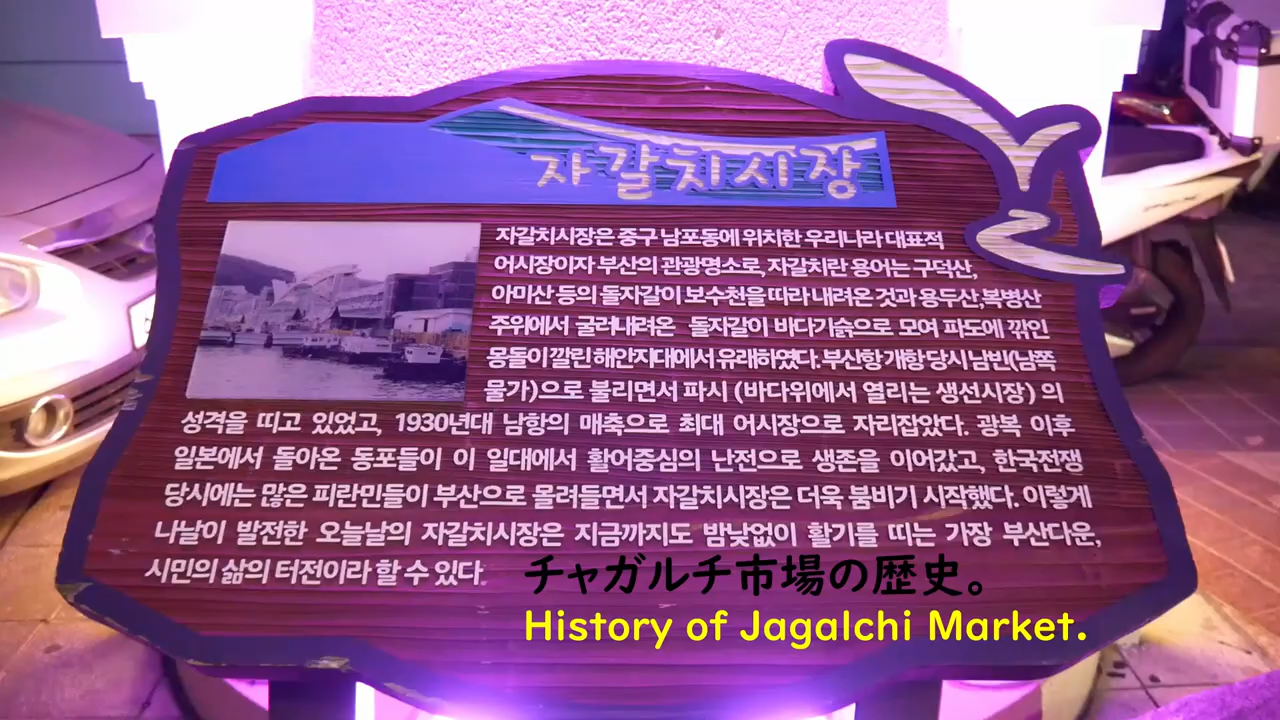 자갈치시장
자갈치시장은 중구 남포동에 위치한 우리나라 대표적
어시장이자 부산의 관광명소로, 자갈치란 용어는 구덕산,
아미산 등의 돌자갈이 보수천을 따라 내려온 것과 용두산,복병산
주위에서 굴러내려온 돌자갈이 바다기슭으로 모여 파도에 깎인
몽돌이 깔린 해안지대에서 유래하였다. 부산항 개항 당시 남빈(남쪽
물가)으로 불리면서 파시 (바다위에서 열리는 생선시장) 의
성격을 띠고 있었고, 1930년대 남항의 매축으로 최대 어시장으로 자리잡았다. 광복 이후
일본에서 돌아온 동포들이 이 일대에서 활어중심의 난전으로 생존을 이어갔고, 한국전쟁
당시에는 많은 피란민들이 부산으로 몰려들면서 자갈치시장은 더욱 붐비기 시작했다. 이렇게
나날이 발전한 오늘날의 자갈치시장은 지금까지도 밤낮없이 활기를 띠는 가장 부산다운,
시민의 삶의 터전이라 할 수 있다.
チャガルチ市場の歴史。
History of Jagalchi Market.